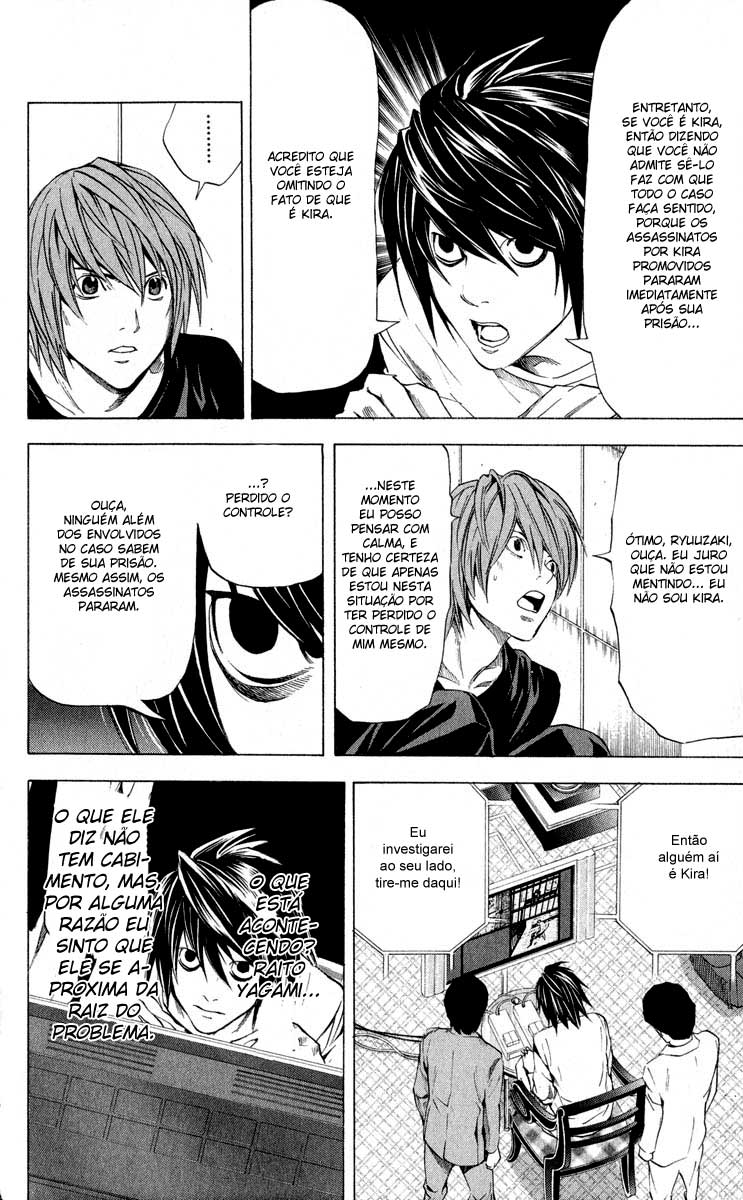 ENTRETANTO,
SE VOCÊ É KIRA,
ENTÃO DIZENDO
QUE VOCÊ NÃO
ADMITE SÊ-LO
FAZ COM QUE
TODO O CASO
FAÇA SENTIDO,
PORQUE OS
ASSASSINATOS
POR KIRA
PROMOVIDOS
PARARAM
IMEDIATAMENTE
APÓS SUA
PRISÃO...
ACREDITO QUE
VOCÊ ESTEJA
OMITINDO O
FATO DE QUE
É KIRA.
........
ÓTIMO, RYUUZAKI,
OUÇA. EU JURO
QUE NÃO ESTOU
MENTINDO... EU
NÃO SOU KIRA.
...NESTE
MOMENTO
EU POSSO
PENSAR COM
CALMA, E
TENHO CERTEZA
DE QUE APENAS
ESTOU NESTA
SITUAÇÃO POR
TER PERDIDO O
CONTROLE DE
MIM MESMO.
...?
PERDIDO O
CONTROLE?
OUÇA,
NINGUÉM ALÉM
DOS ENVOLVIDOS
NO CASO SABEM
DE SUA PRISÃO.
MESMO ASSIM, OS
ASSASSINATOS
PARARAM.
Então
alguém aí
é Kira!
Eu
investigarei
ao seu lado,
tire-me daqui!
O QUE
ESTÁ
ACONTE-
CENDO?
RAITO
YAGAMI...
O QUE ELE
DIZ NÃO
TEM CABI-
MENTO, MAS,
POR ALGUMA
RAZÃO EU
SINTO QUE
ELE SE A-
PROXIMA DA
RAIZ DO
PROBLEMA.